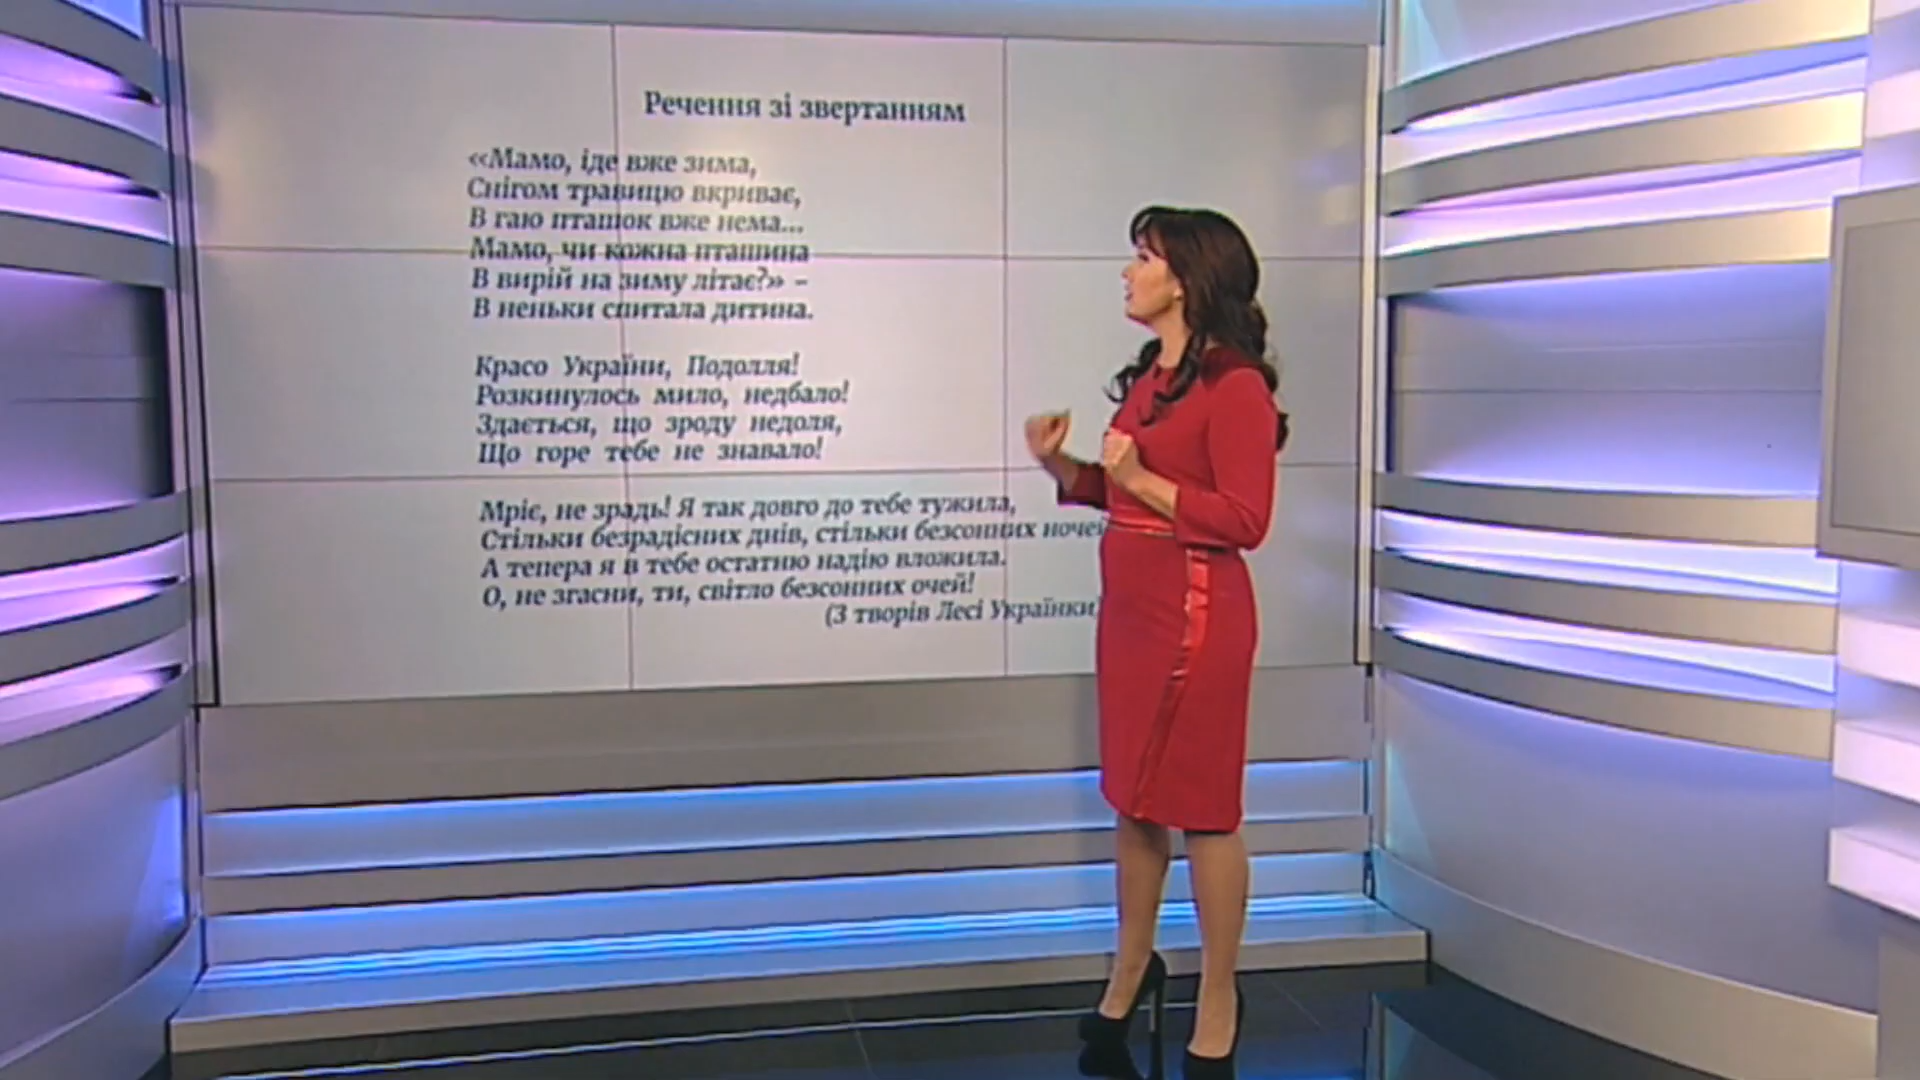 Речення зі звертанням
«Мамо, іде вже зима,
Снігом травицю вкриває,
В гаю пташок вже нема...
Мамо, чи кожна пташина
В вирій на зиму літає?» –
В неньки спитала дитина.
Красо України, Подолля!
Розкинулось мило, недбало!
Здається, що зроду недоля,
Що горе тебе не знавало!
Мріє, не зрадь! Я так довго до тебе тужила,
Стільки безрадісних днів, стільки безсонних ночей
А тепера я в тебе остатню надію вложила.
О, не згасни, ти, світло безсонних очей!
(З творів Лесі Українки)